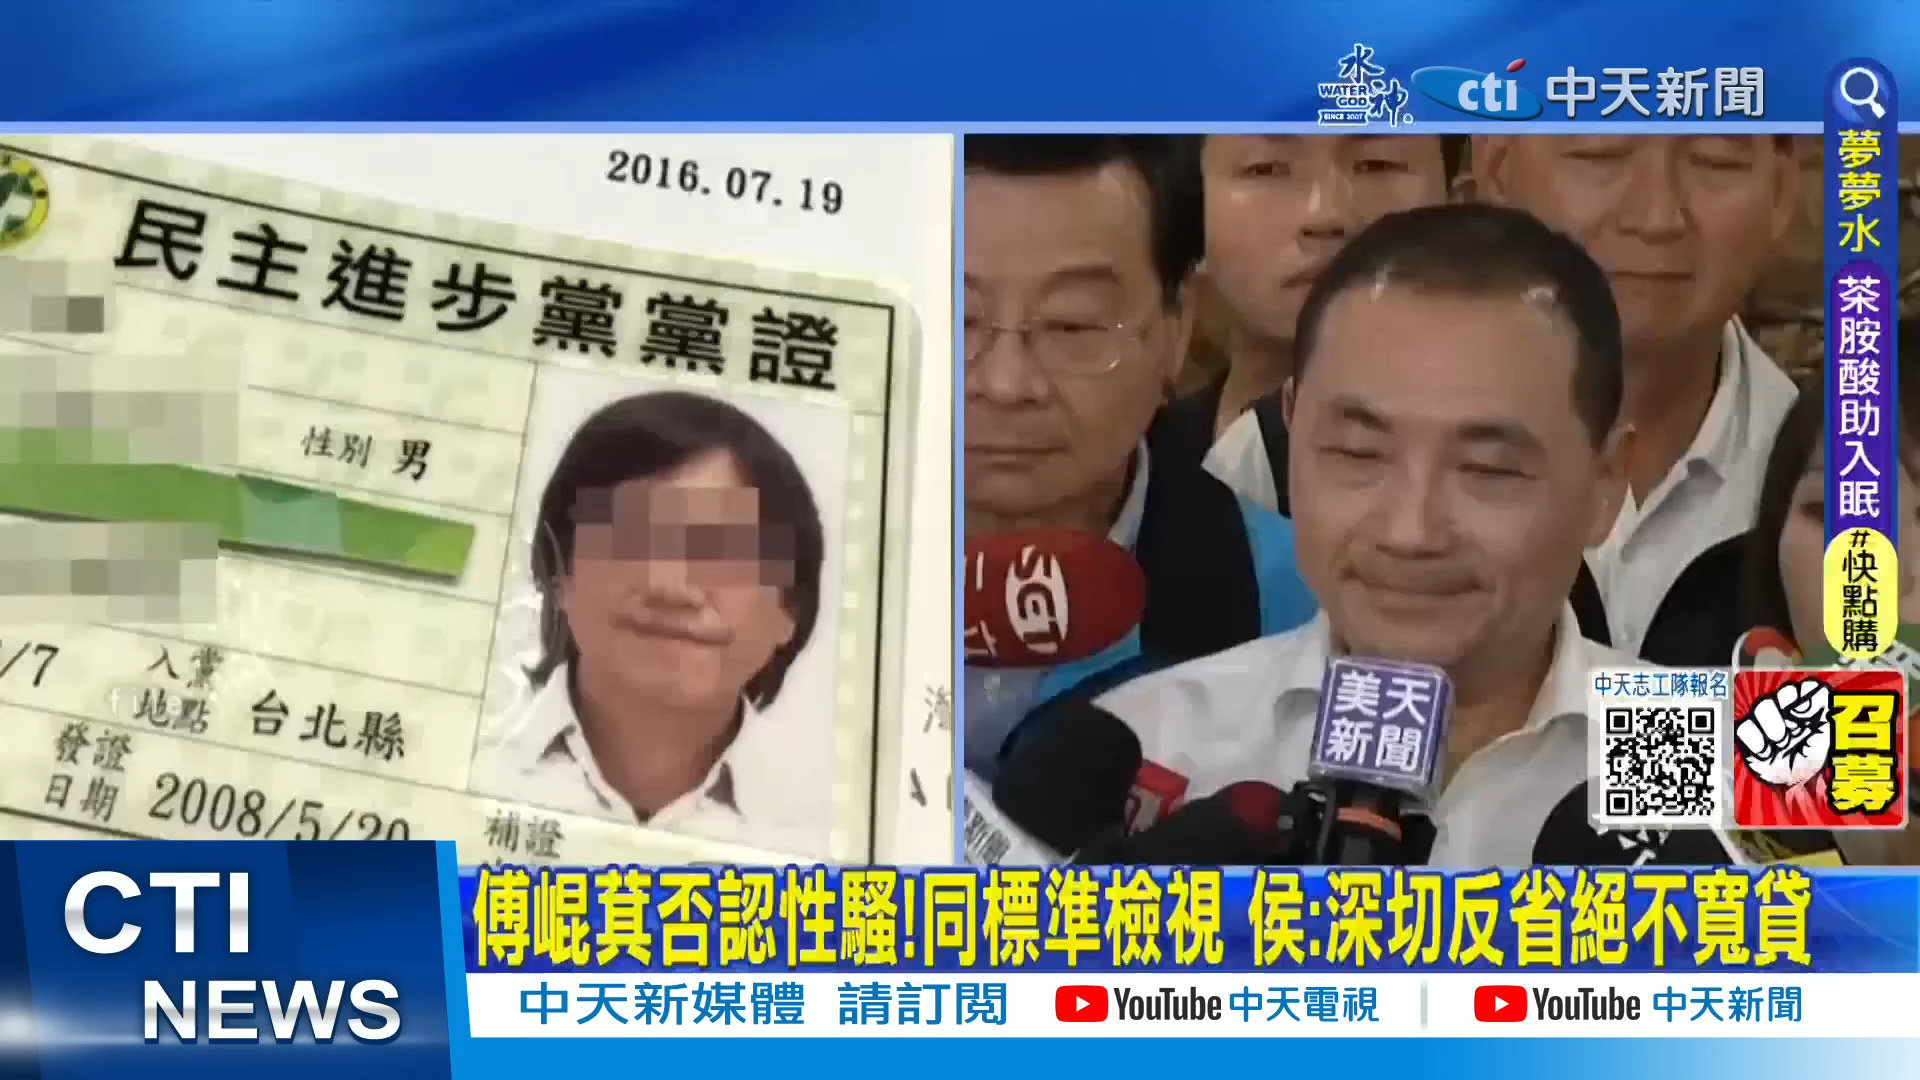 水神
WATER GOD
SINCE 2007
cti 中天新聞
夢夢水
茶胺酸助入眠
#快點購
2016.07.19
民主進步黨黨證
性別 男
/7
入黨地點 台北縣
發證日期 2008/5/20
補證
美天新聞
中天志工隊報名
召募
傅崐萁否認性騷!同標準檢視 侯:深切反省絕不寬貸
CTI NEWS
中天新媒體 請訂閱 YouTube 中天電視 | YouTube 中天新聞